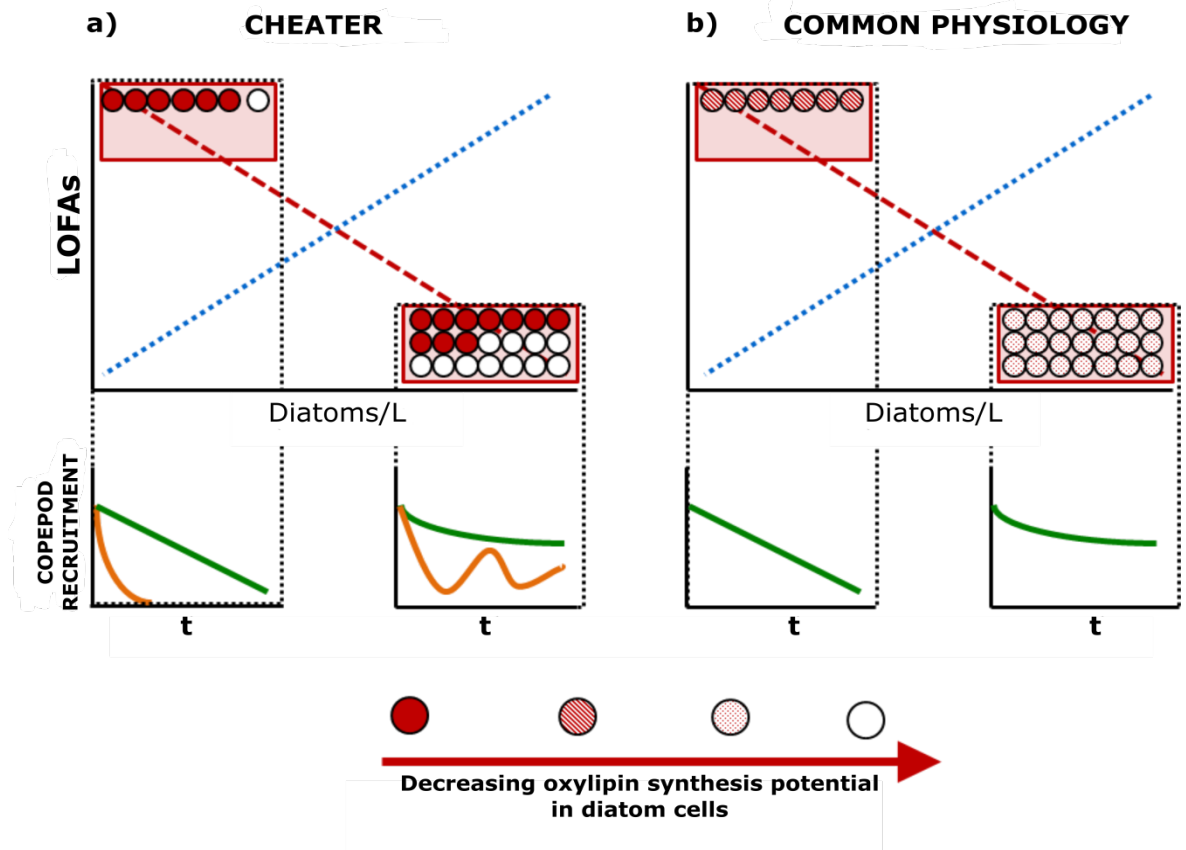 a) CHEATER
b) COMMON PHYSIOLOGY
LOFAs
Diatoms/L
Diatoms/L
COPEPOD
RECRUITMENT
t
t
t
t
Decreasing oxylipin synthesis potential
in diatom cells